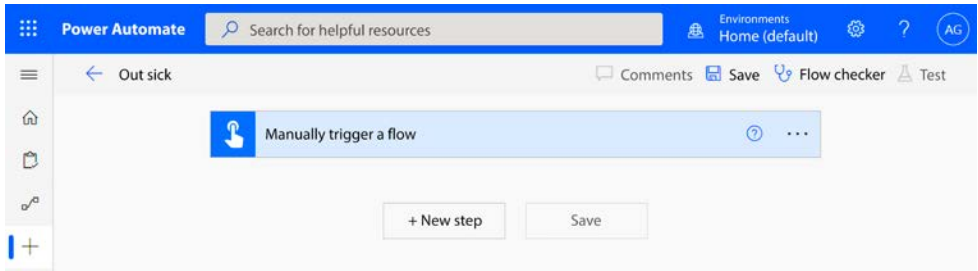 Power Automate
Search for helpful resources
Environments
Home (default)
?
AG
Out sick
Comments
Save
Flow checker
Test
Manually trigger a flow
?
...
+ New step
Save